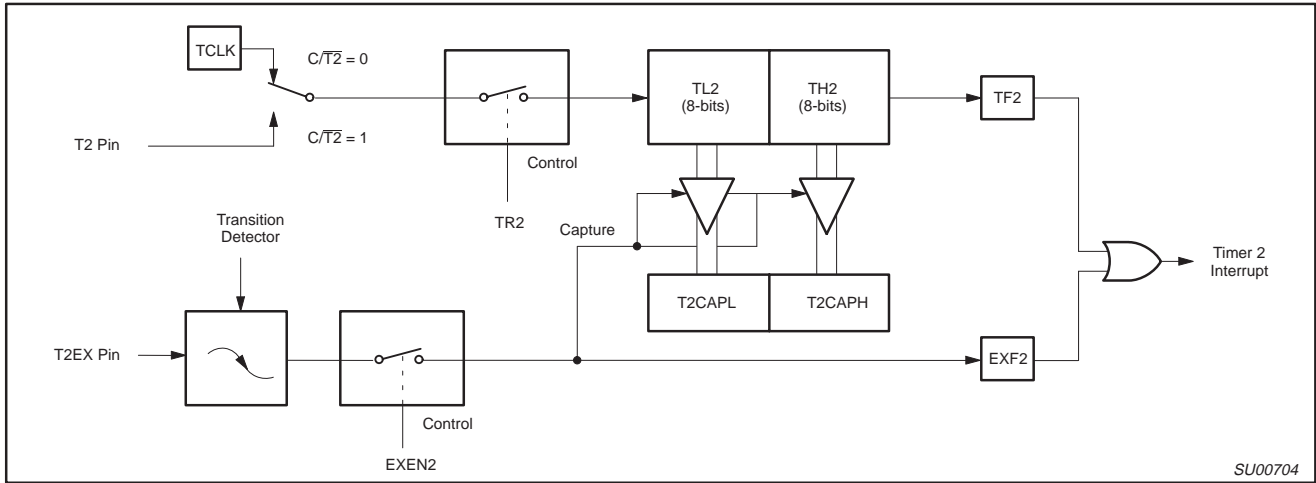 TCLK
C/T2 = 0
TL2
(8-bits)
TH2
(8-bits)
TF2
T2 Pin
C/T2 = 1
Control
TR2
Transition
Detector
Capture
Timer 2
Interrupt
T2CAPL
T2CAPH
T2EX Pin
EXF2
Control
EXEN2
SU00704